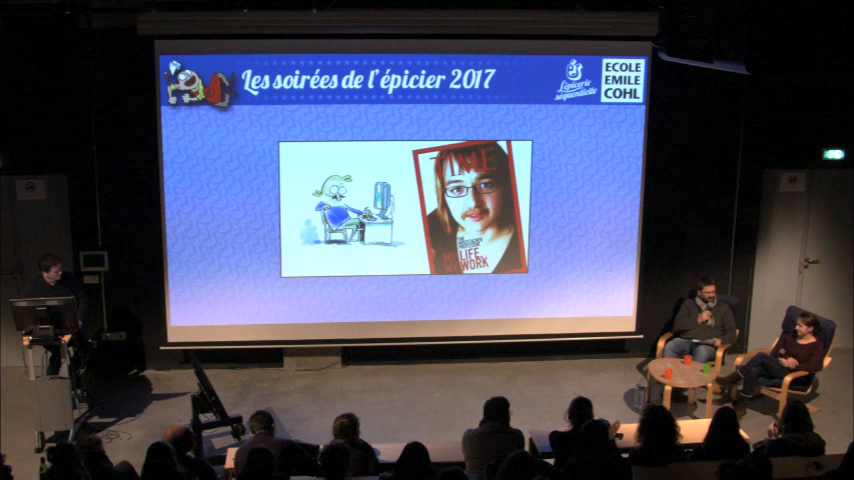 Les soirées de l'épicier 2017
L'épicerie
séquentielle
ECOLE
EMILE
COHL
TIME
LIFE
WORK